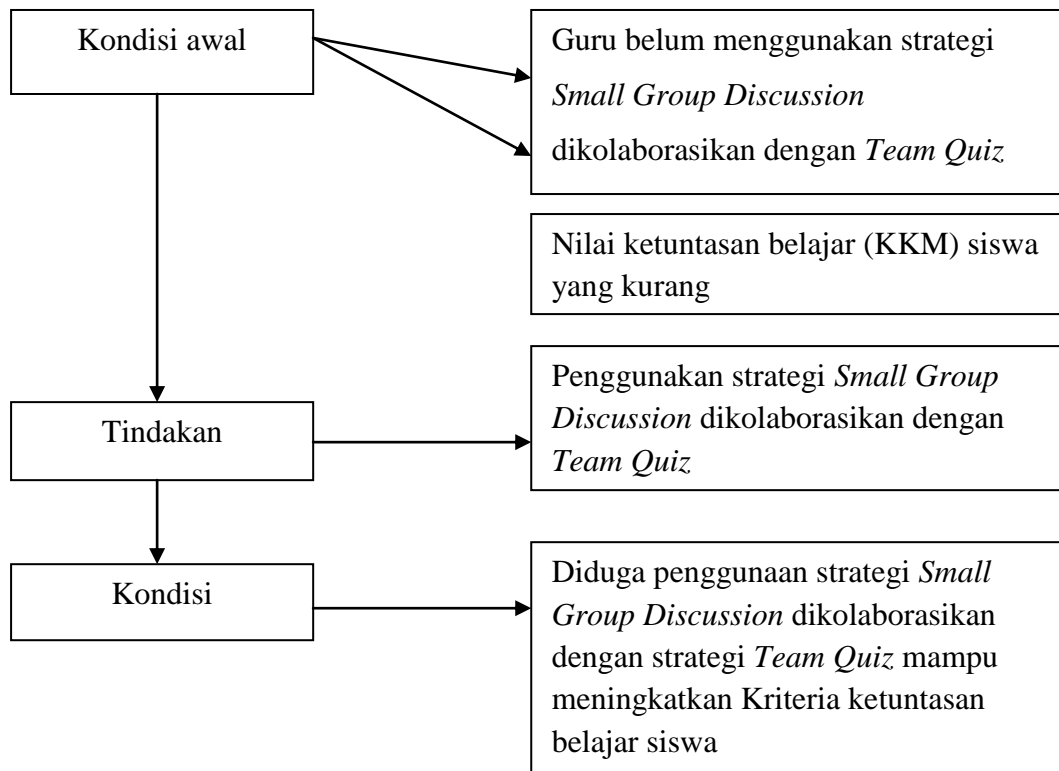 Kondisi awal
Guru belum menggunakan strategi
Small Group Discussion
dikolaborasikan dengan Team Quiz
Nilai ketuntasan belajar (KKM) siswa
yang kurang
Tindakan
Penggunakan strategi Small Group
Discussion dikolaborasikan dengan
Team Quiz
Kondisi
Diduga penggunaan strategi Small
Group Discussion dikolaborasikan
dengan strategi Team Quiz mampu
meningkatkan Kriteria ketuntasan
belajar siswa